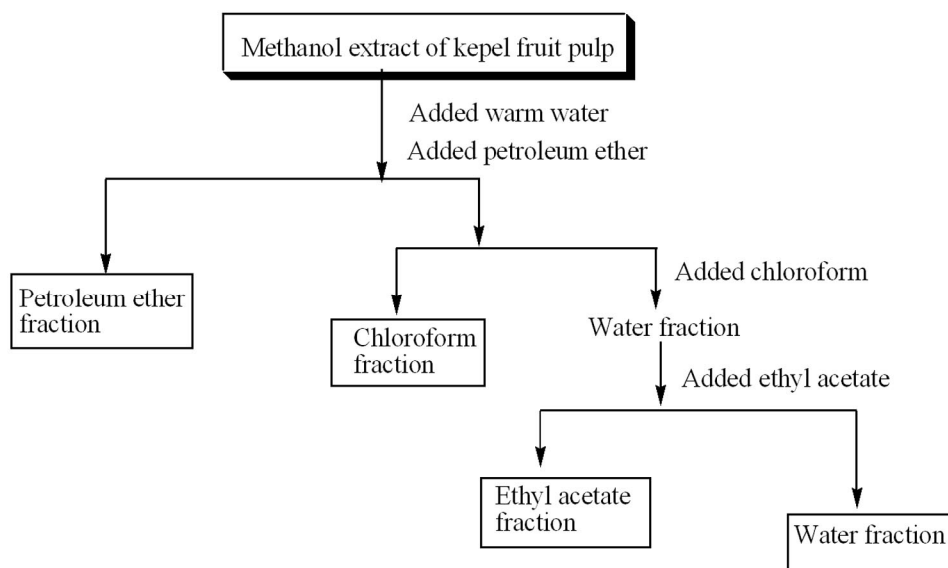 Methanol extract of kepel fruit pulp
Added warm water
Added petroleum ether
Petroleum ether
fraction
Added chloroform
Chloroform
fraction
Water fraction
Added ethyl acetate
Ethyl acetate
fraction
Water fraction